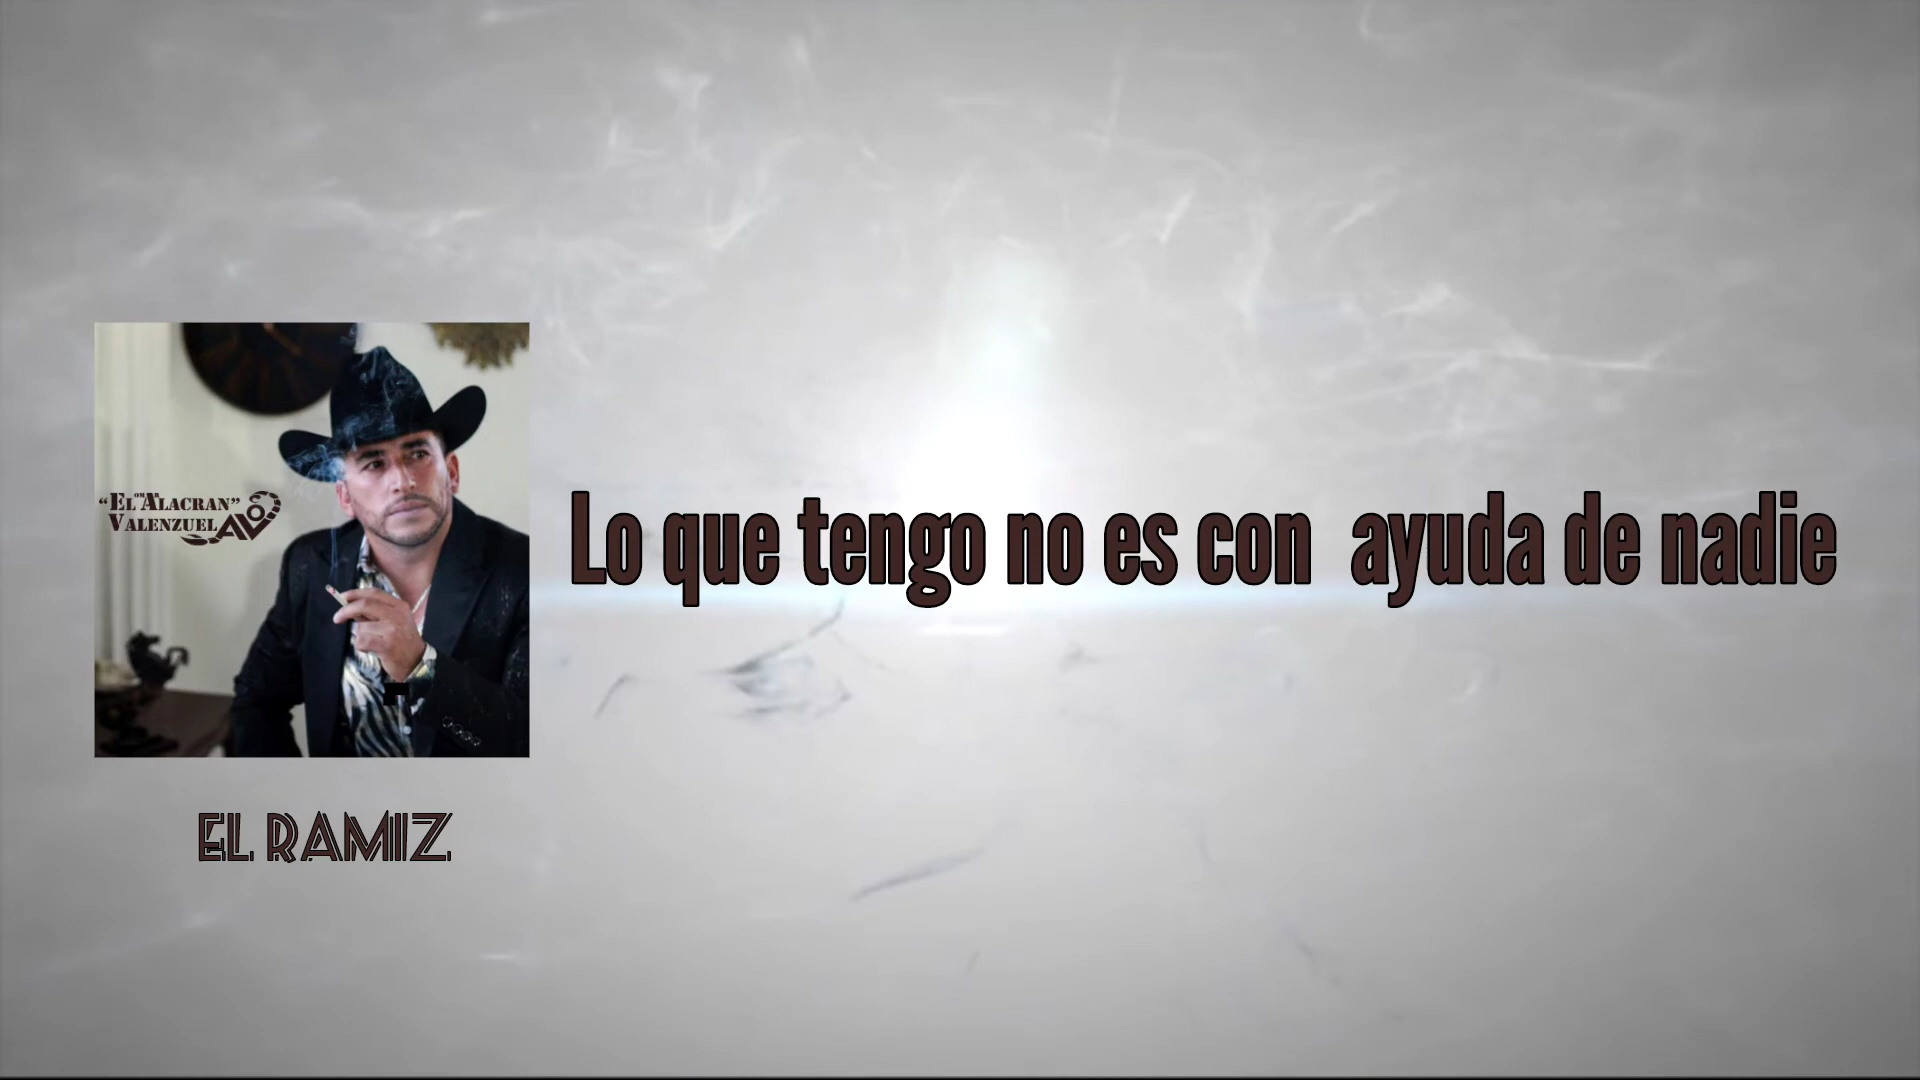 "El Alacran"
Valenzuela
Lo que tengo no es con  ayuda de nadie
EL RAMIZ